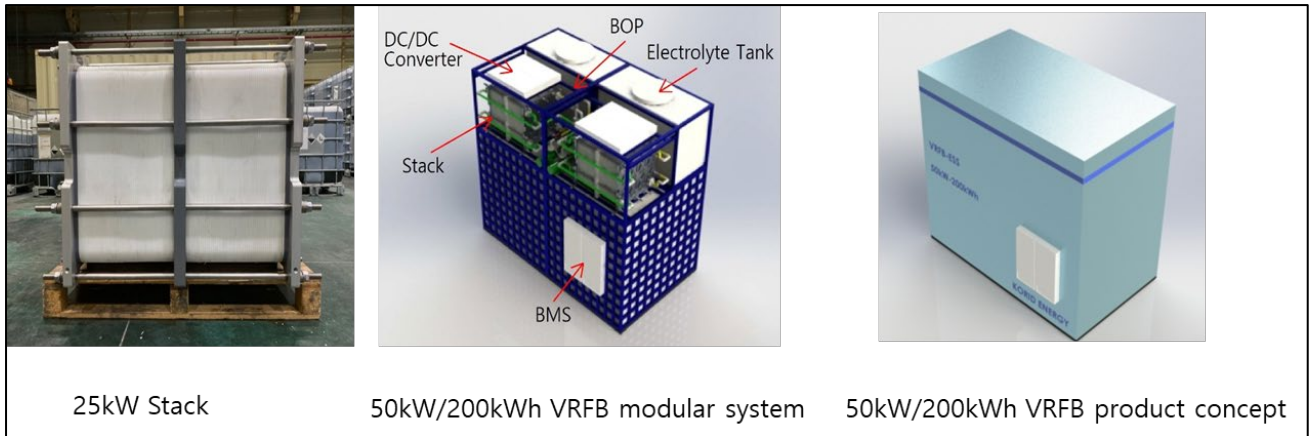 DC/DC
Converter
BOP
Electrolyte Tank
Stack
BMS
VRFB-ESS
50kW-200kWh
KORID ENERGY
25kW Stack
50kW/200kWh VRFB modular system
50kW/200kWh VRFB product concept